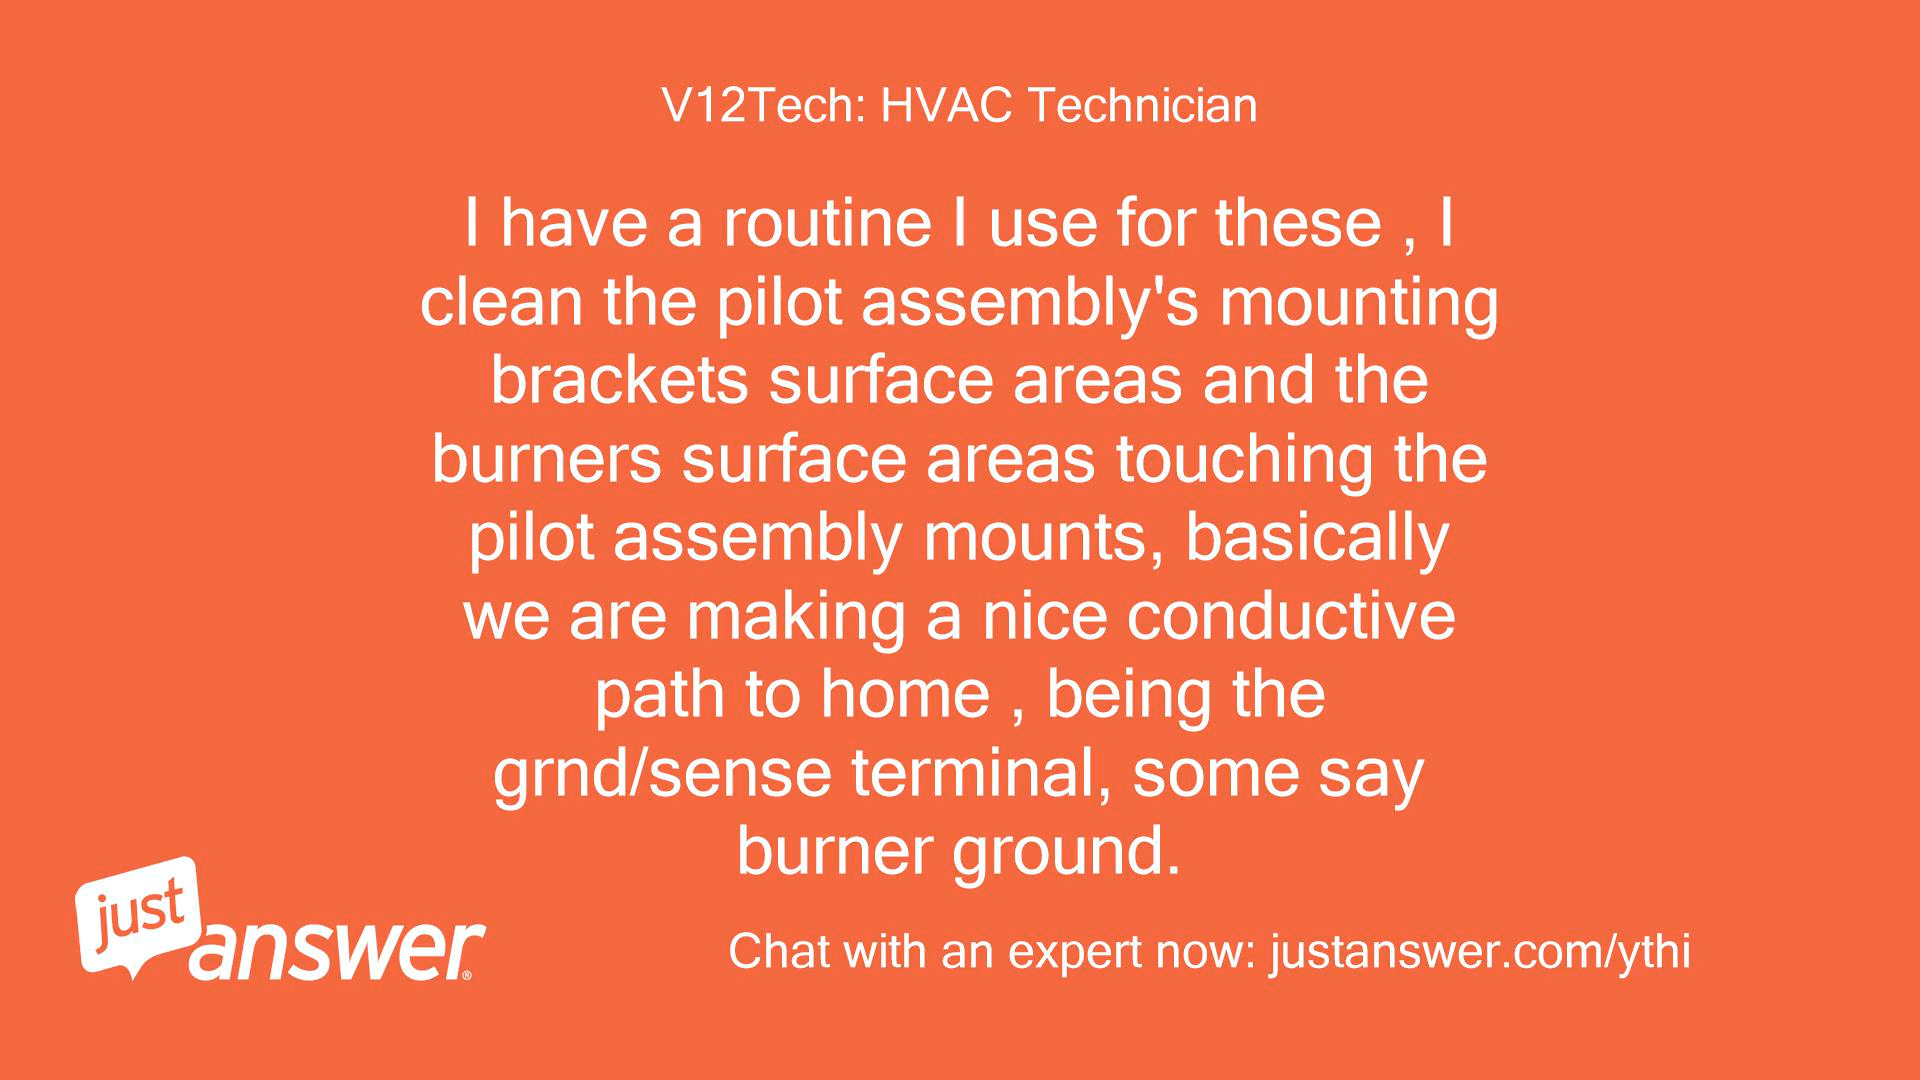 V12Tech: HVAC Technician
I have a routine I use for these , I
clean the pilot assembly's mounting
brackets surface areas and the
burners surface areas touching the
pilot assembly mounts, basically
we are making a nice conductive
path to home , being the
grnd/sense terminal, some say
burner ground.
just
answer®
Chat with an expert now: justanswer.com/ythi